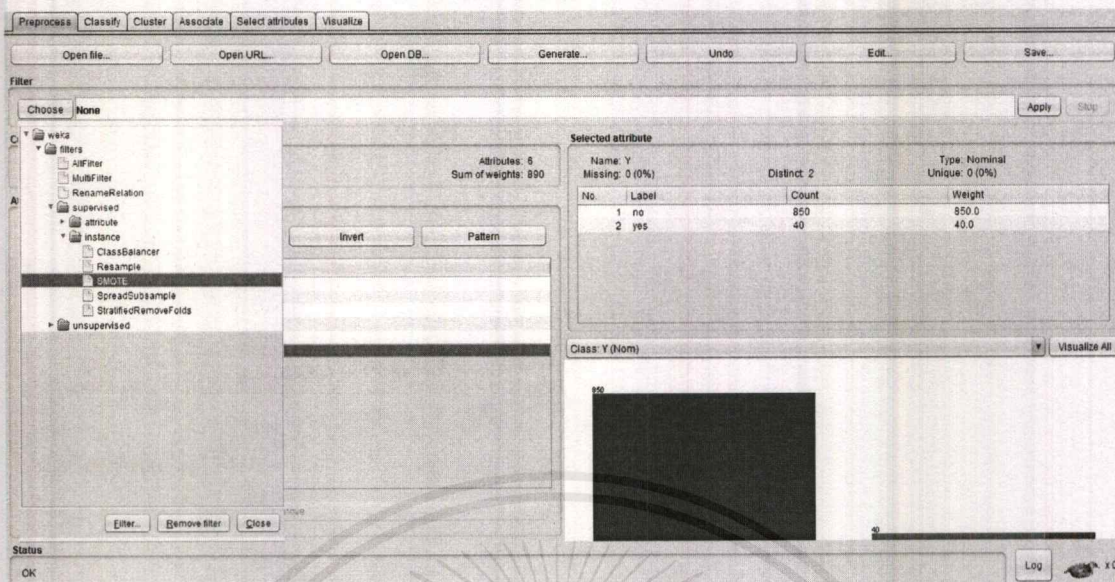 Preprocess Classify Cluster Associate Select attributes Visualize
Open file... Open URL... Open DB... Generate... Undo Edit... Save...
Filter
Choose None Apply Stop
weka
filters
AllFilter
MultiFilter
RenameRelation
supervised
attribute
instance
ClassBalancer
Resample
SMOTE
SpreadSubsample
StratifiedRemoveFolds
unsupervised
Filter... Remove filter Close
Attributes: 6
Sum of weights: 890
Invert Pattern
Selected attribute
Name: Y Type: Nominal
Missing: 0 (0%) Distinct: 2 Unique: 0 (0%)
No. Label Count Weight
1 no 850 850.0
2 yes 40 40.0
Class: Y (Nom) Visualize All
850
40
Status
OK
Log x 0